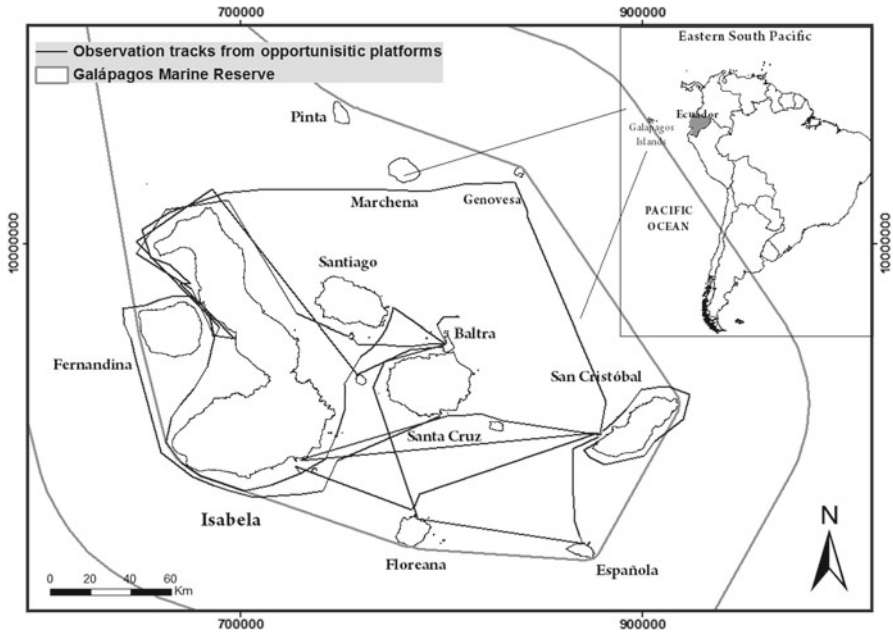 700000
900000
Observation tracks from opportunisitic platforms
Galápagos Marine Reserve
Eastern South Pacific
Ecuador
Galapagos
Islands
PACIFIC
OCEAN
Pinta
Marchena
Genovesa
10000000
10000000
Santiago
Baltra
Fernandina
San Cristóbal
Santa Cruz
Isabela
Floreana
Española
N
0 20 40 60
Km
700000
900000